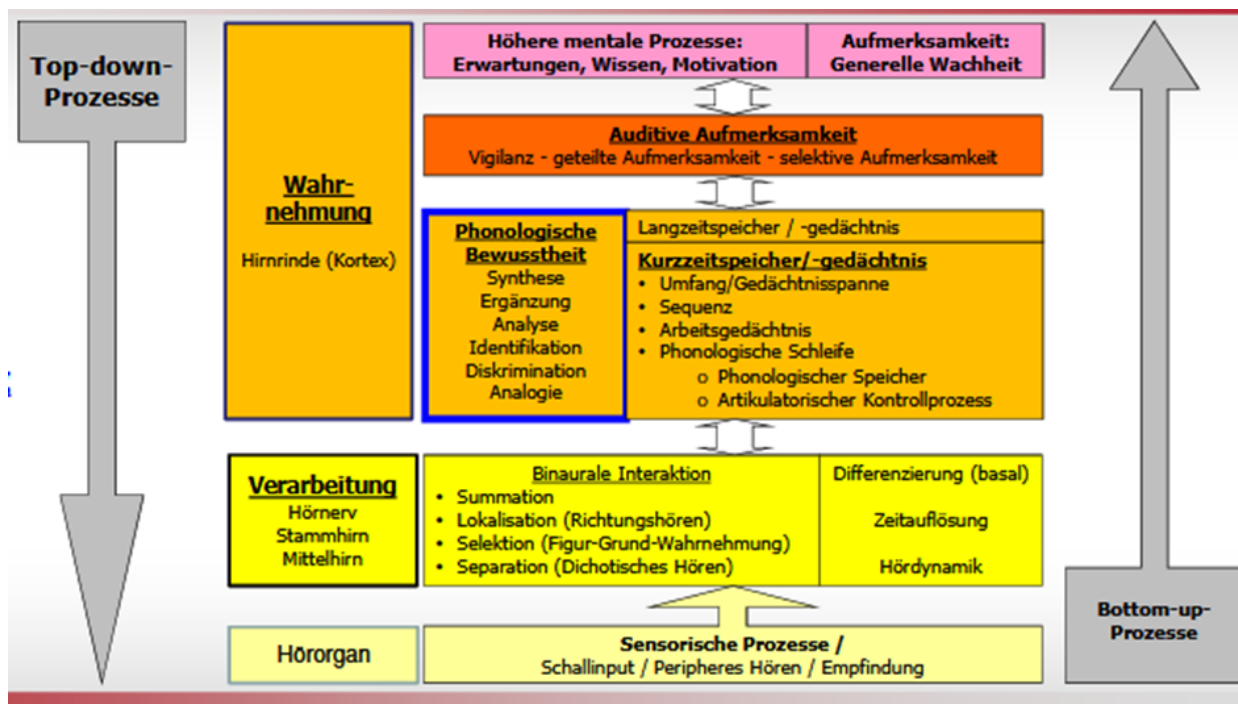 Top-down-
Prozesse
Wahr-
nehmung
Hirnrinde (Kortex)
Höhere mentale Prozesse:
Erwartungen, Wissen, Motivation
Aufmerksamkeit:
Generelle Wachheit
Auditive Aufmerksamkeit
Vigilanz - geteilte Aufmerksamkeit - selektive Aufmerksamkeit
Phonologische
Bewusstheit
Synthese
Ergänzung
Analyse
Identifikation
Diskrimination
Analogie
Langzeitspeicher / -gedächtnis
Kurzzeitspeicher/-gedächtnis
• Umfang/Gedächtnisspanne
• Sequenz
• Arbeitsgedächtnis
• Phonologische Schleife
o Phonologischer Speicher
o Artikulatorischer Kontrollprozess
Verarbeitung
Hörnerv
Stammhirn
Mittelhirn
Binaurale Interaktion
• Summation
• Lokalisation (Richtungshören)
• Selektion (Figur-Grund-Wahrnehmung)
• Separation (Dichotisches Hören)
Differenzierung (basal)
Zeitauflösung
Hördynamik
Hörorgan
Sensorische Prozesse /
Schallinput / Peripheres Hören / Empfindung
Bottom-up-
Prozesse